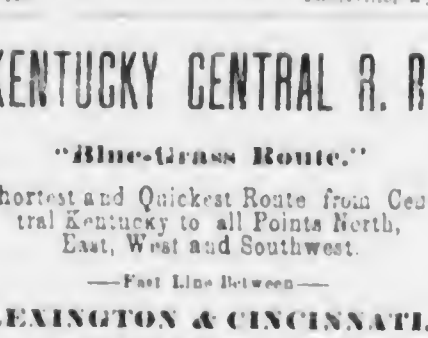 KENTUCKY CENTRAL R. R
"Blue-Grass Route."
hortest and Quickest Route from Cen-
tral Kentucky to all Points North,
East, West and Southwest.
—Fast Line Between—
LEXINGTON & CINCINNATI.